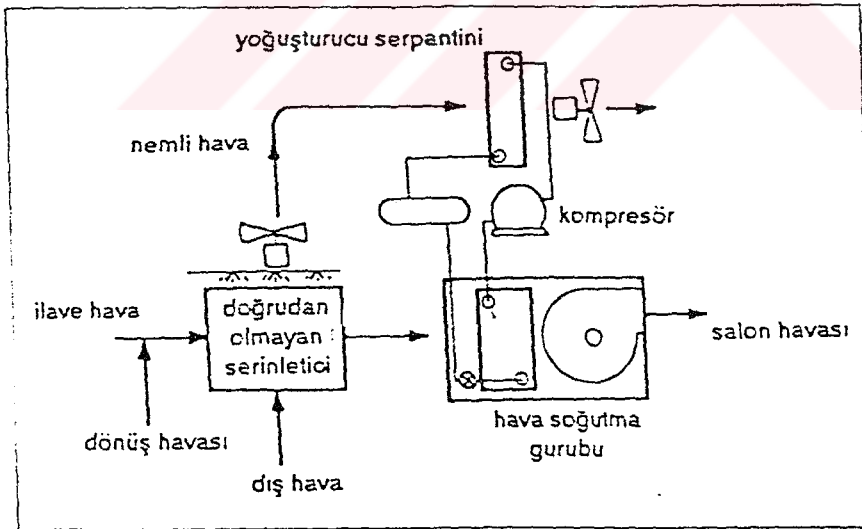 yoğuşturucu serpantini
nemli hava
kompresör
ilave hava
doğrudan
olmayan
serinletici
salon havası
dönüş havası
hava soğutma
gurubu
dış hava